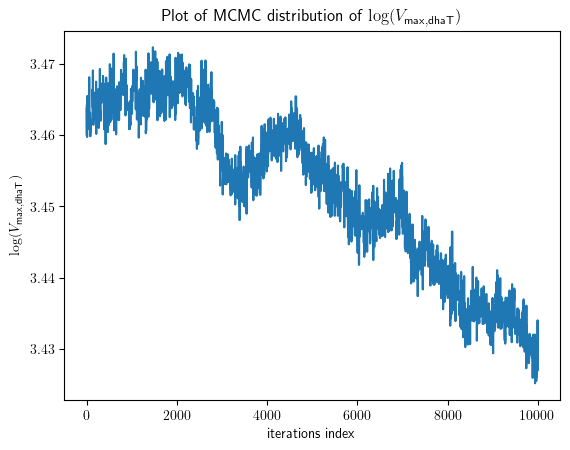 Plot of MCMC distribution of log(V_max,dhaT)
3.47
3.46
3.45
3.44
3.43
log(V_max,dhaT)
0 2000 4000 6000 8000 10000
iterations index